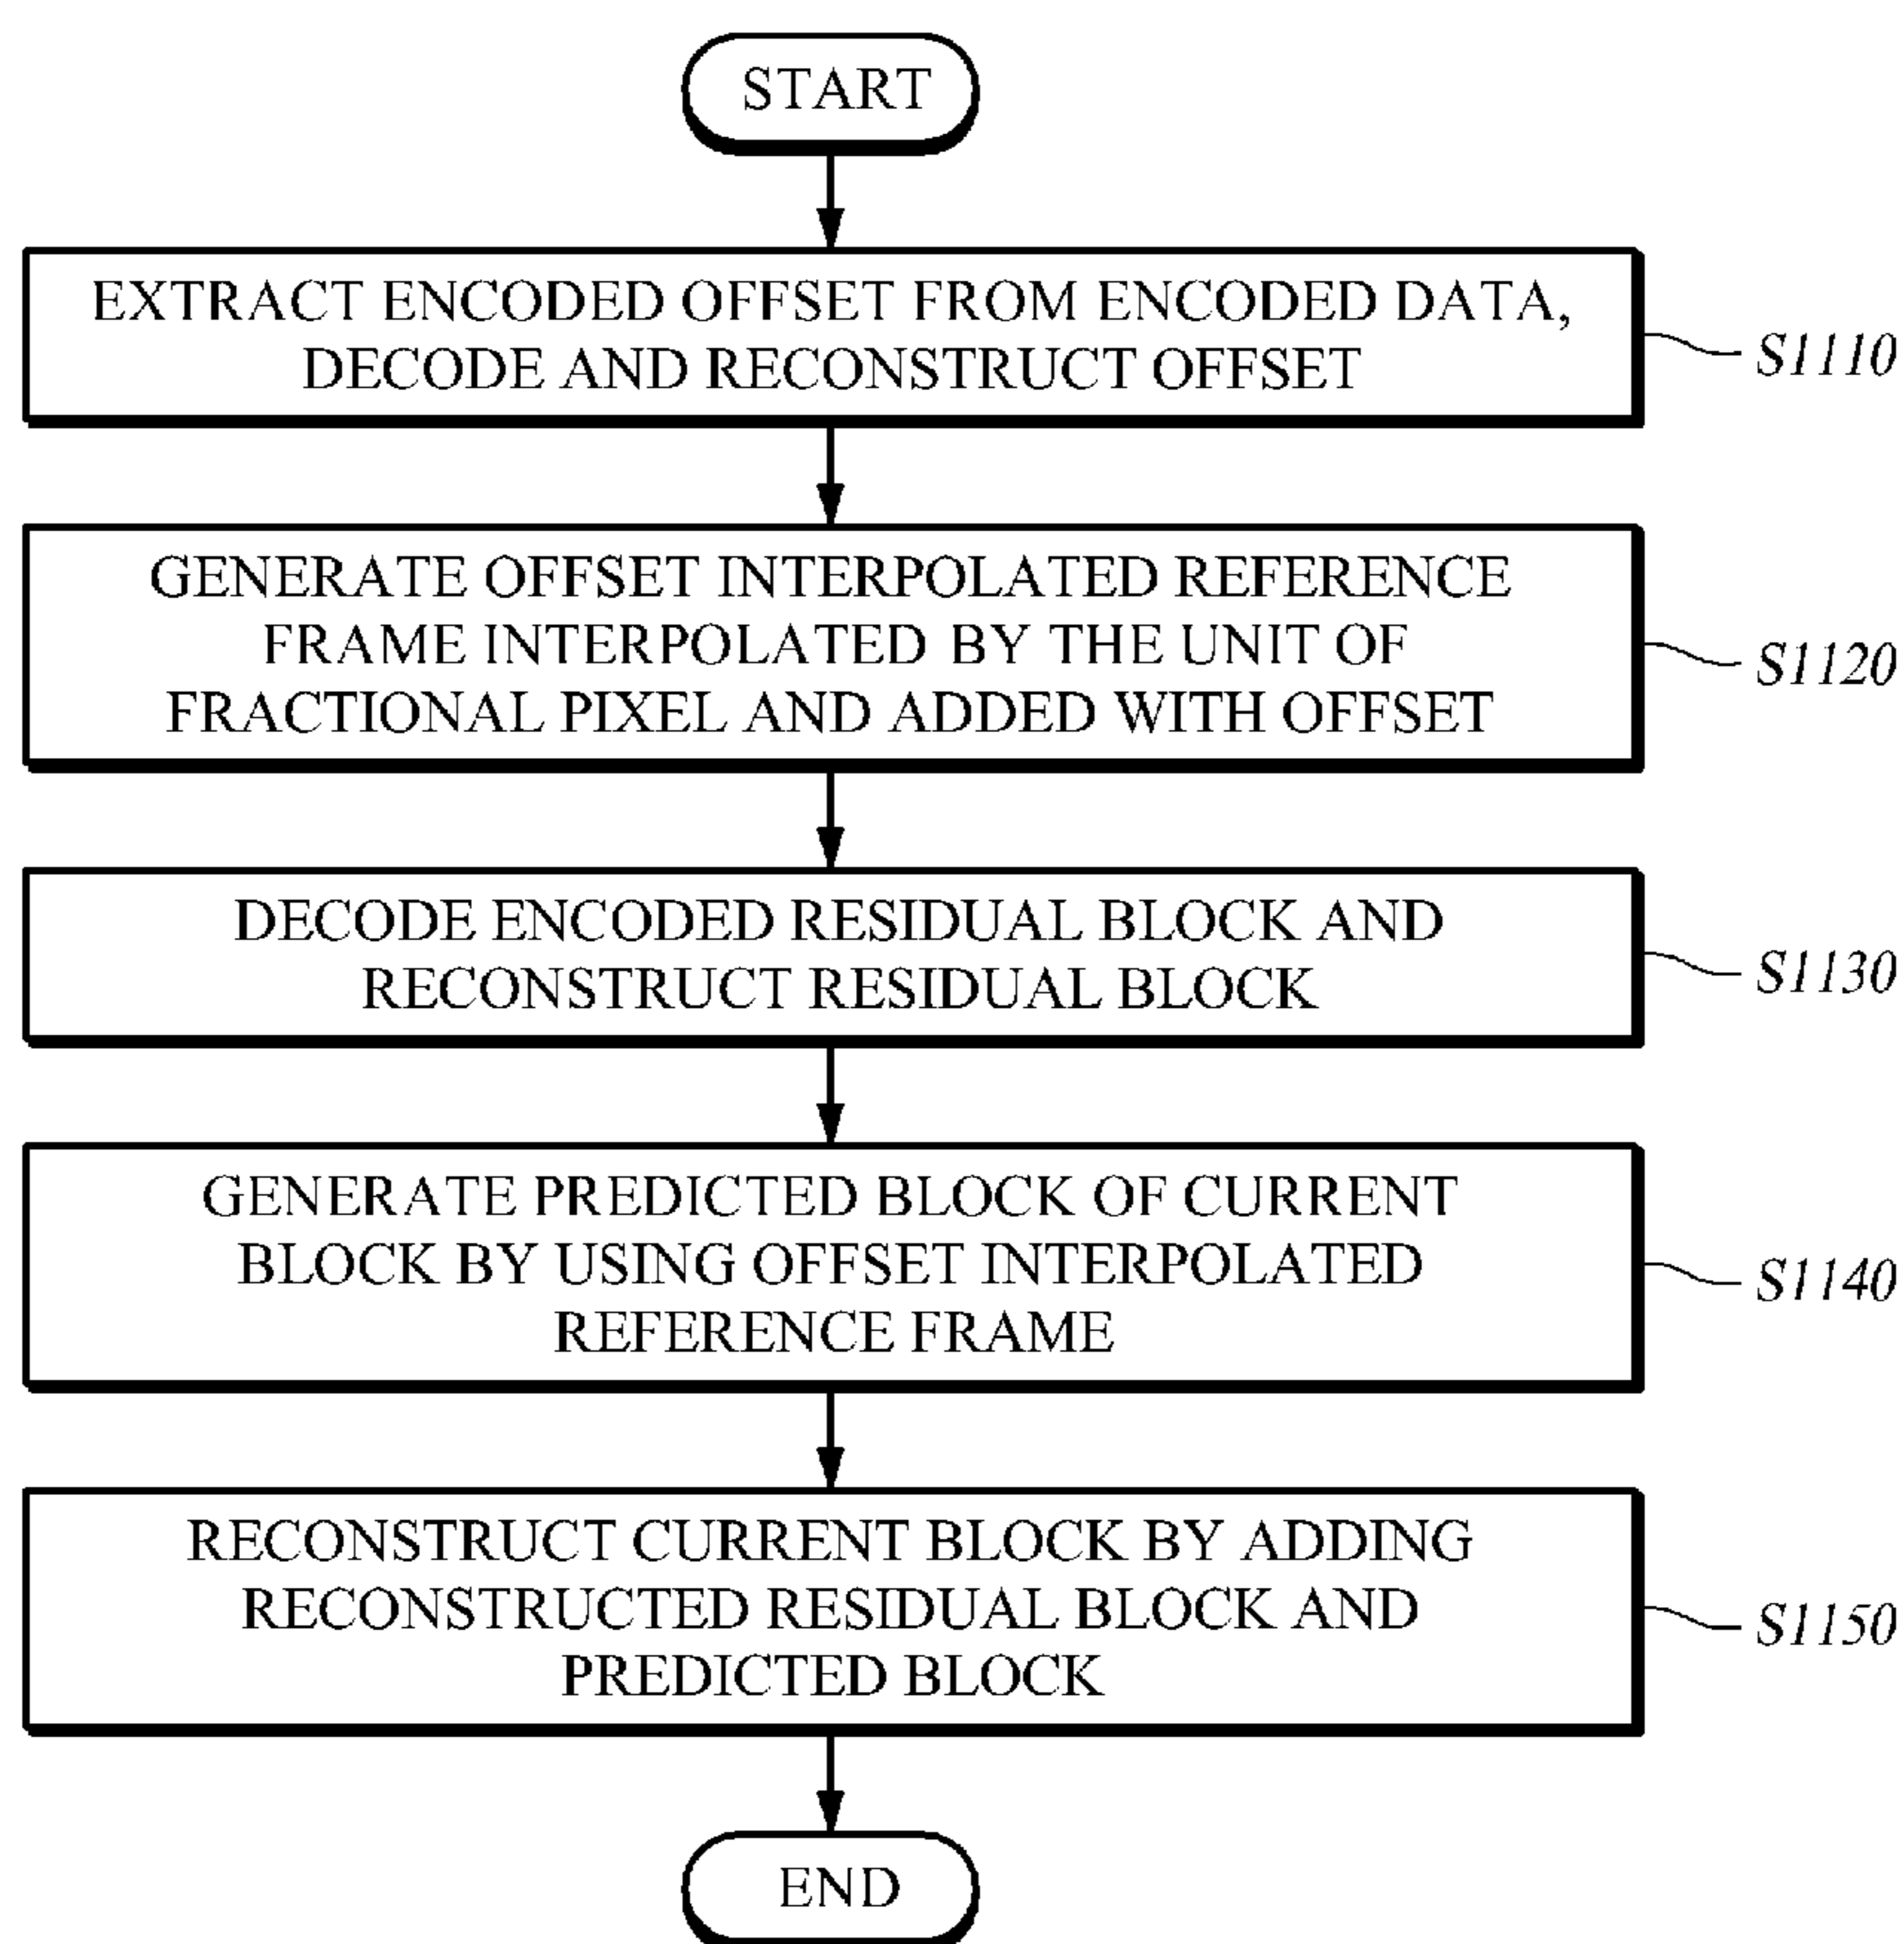 START
EXTRACT ENCODED OFFSET FROM ENCODED DATA,
DECODE AND RECONSTRUCT OFFSET
S1110
GENERATE OFFSET INTERPOLATED REFERENCE
FRAME INTERPOLATED BY THE UNIT OF
FRACTIONAL PIXEL AND ADDED WITH OFFSET
S1120
DECODE ENCODED RESIDUAL BLOCK AND
RECONSTRUCT RESIDUAL BLOCK
S1130
GENERATE PREDICTED BLOCK OF CURRENT
BLOCK BY USING OFFSET INTERPOLATED
REFERENCE FRAME
S1140
RECONSTRUCT CURRENT BLOCK BY ADDING
RECONSTRUCTED RESIDUAL BLOCK AND
PREDICTED BLOCK
S1150
END